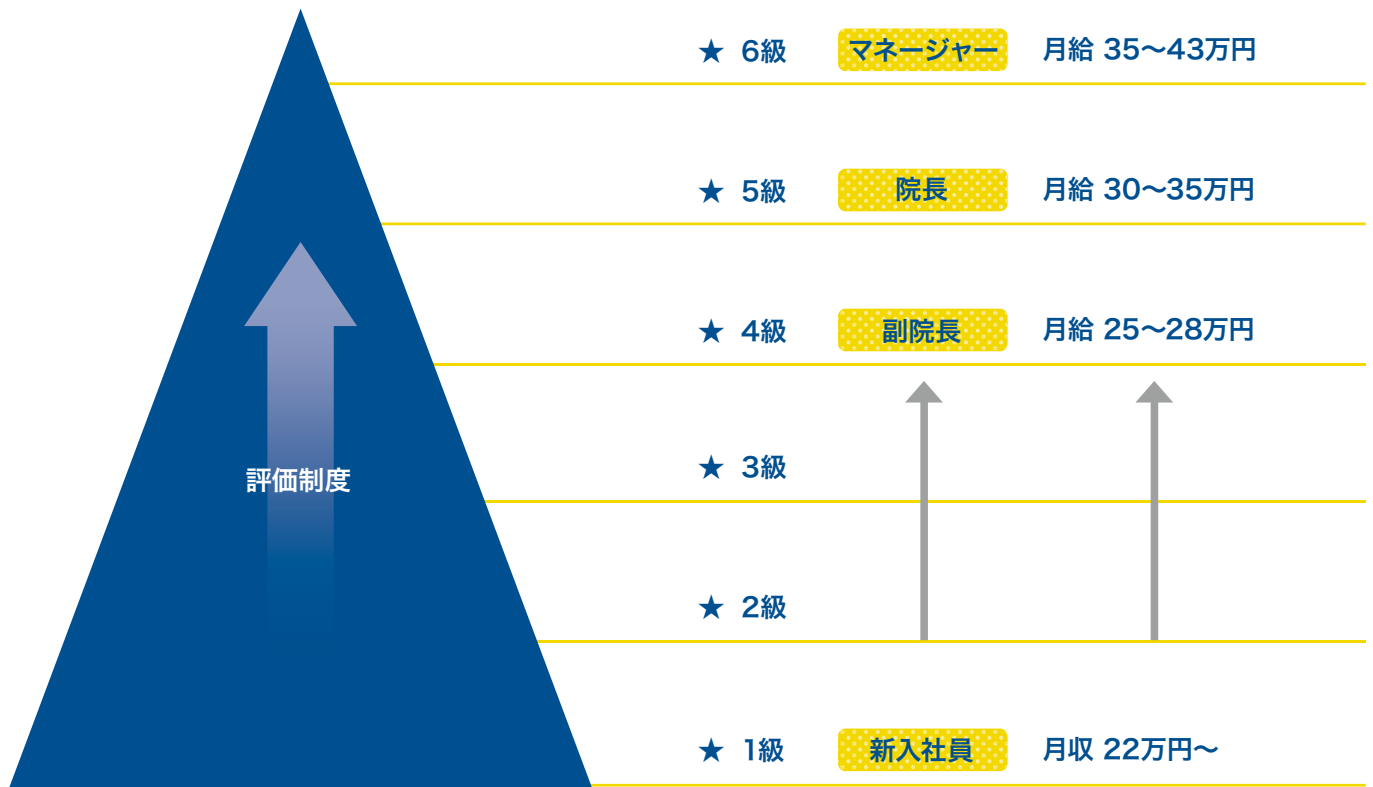 ★ 6級 マネージャー 月給 35〜43万円
★ 5級 院長 月給 30〜35万円
★ 4級 副院長 月給 25〜28万円
★ 3級
評価制度
★ 2級
★ 1級 新入社員 月収 22万円〜